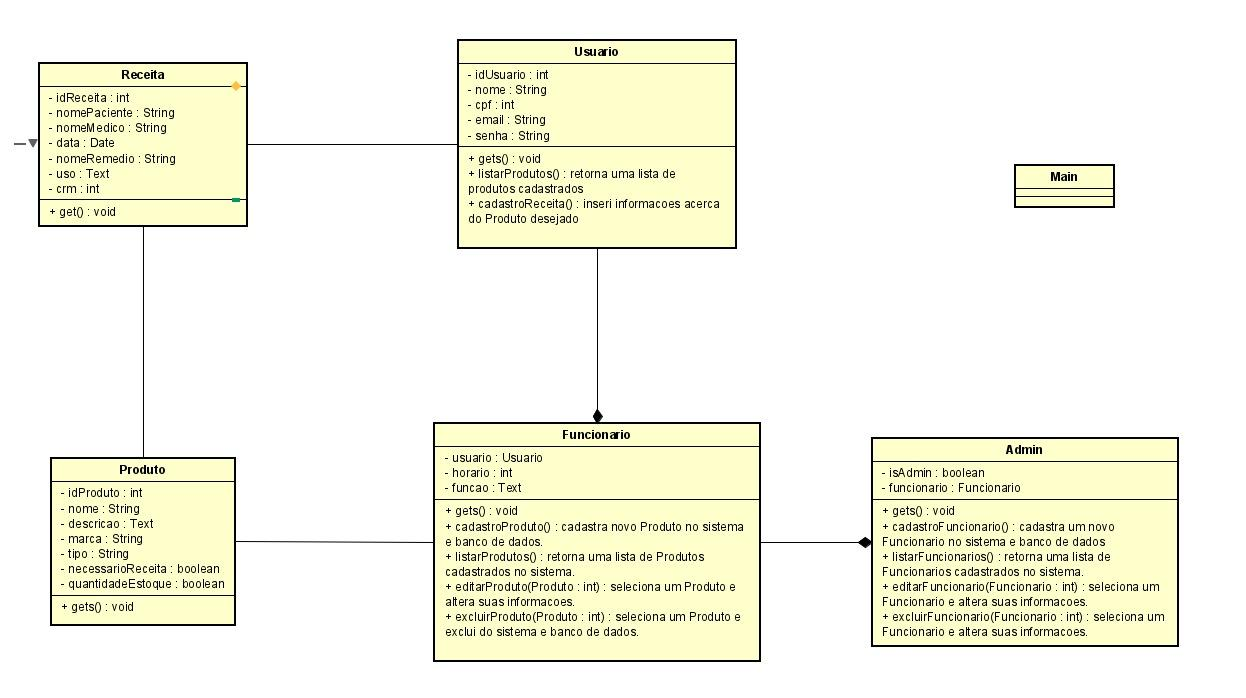 Receita
- idReceita : int
- nomePaciente : String
- nomeMedico : String
- data : Date
- nomeRemedio : String
- uso : Text
- crm : int
+ get() : void
Usuario
- idUsuario : int
- nome : String
- cpf : int
- email : String
- senha : String
+ gets() : void
+ listarProdutos() : retorna uma lista de
produtos cadastrados
+ cadastroReceita() : inseri informacoes acerca
do Produto desejado
Main
Produto
- idProduto : int
- nome : String
- descricao : Text
- marca : String
- tipo : String
- necessarioReceita : boolean
- quantidadeEstoque : boolean
+ gets() : void
Funcionario
- usuario : Usuario
- horario : int
- funcao : Text
+ gets() : void
+ cadastroProduto() : cadastra novo Produto no sistema
e banco de dados.
+ listarProdutos() : retorna uma lista de Produtos
cadastrados no sistema.
+ editarProduto(Produto : int) : seleciona um Produto e
altera suas informacoes.
+ excluirProduto(Produto : int) : seleciona um Produto e
exclui do sistema e banco de dados.
Admin
- isAdmin : boolean
- funcionario : Funcionario
+ gets() : void
+ cadastroFuncionario() : cadastra um novo
Funcionario no sistema e banco de dados
+ listarFuncionarios() : retorna uma lista de
Funcionarios cadastrados no sistema.
+ editarFuncionario(Funcionario : int) : seleciona um
Funcionario e altera suas informacoes.
+ excluirFuncionario(Funcionario : int) : seleciona um
Funcionario e altera suas informacoes.